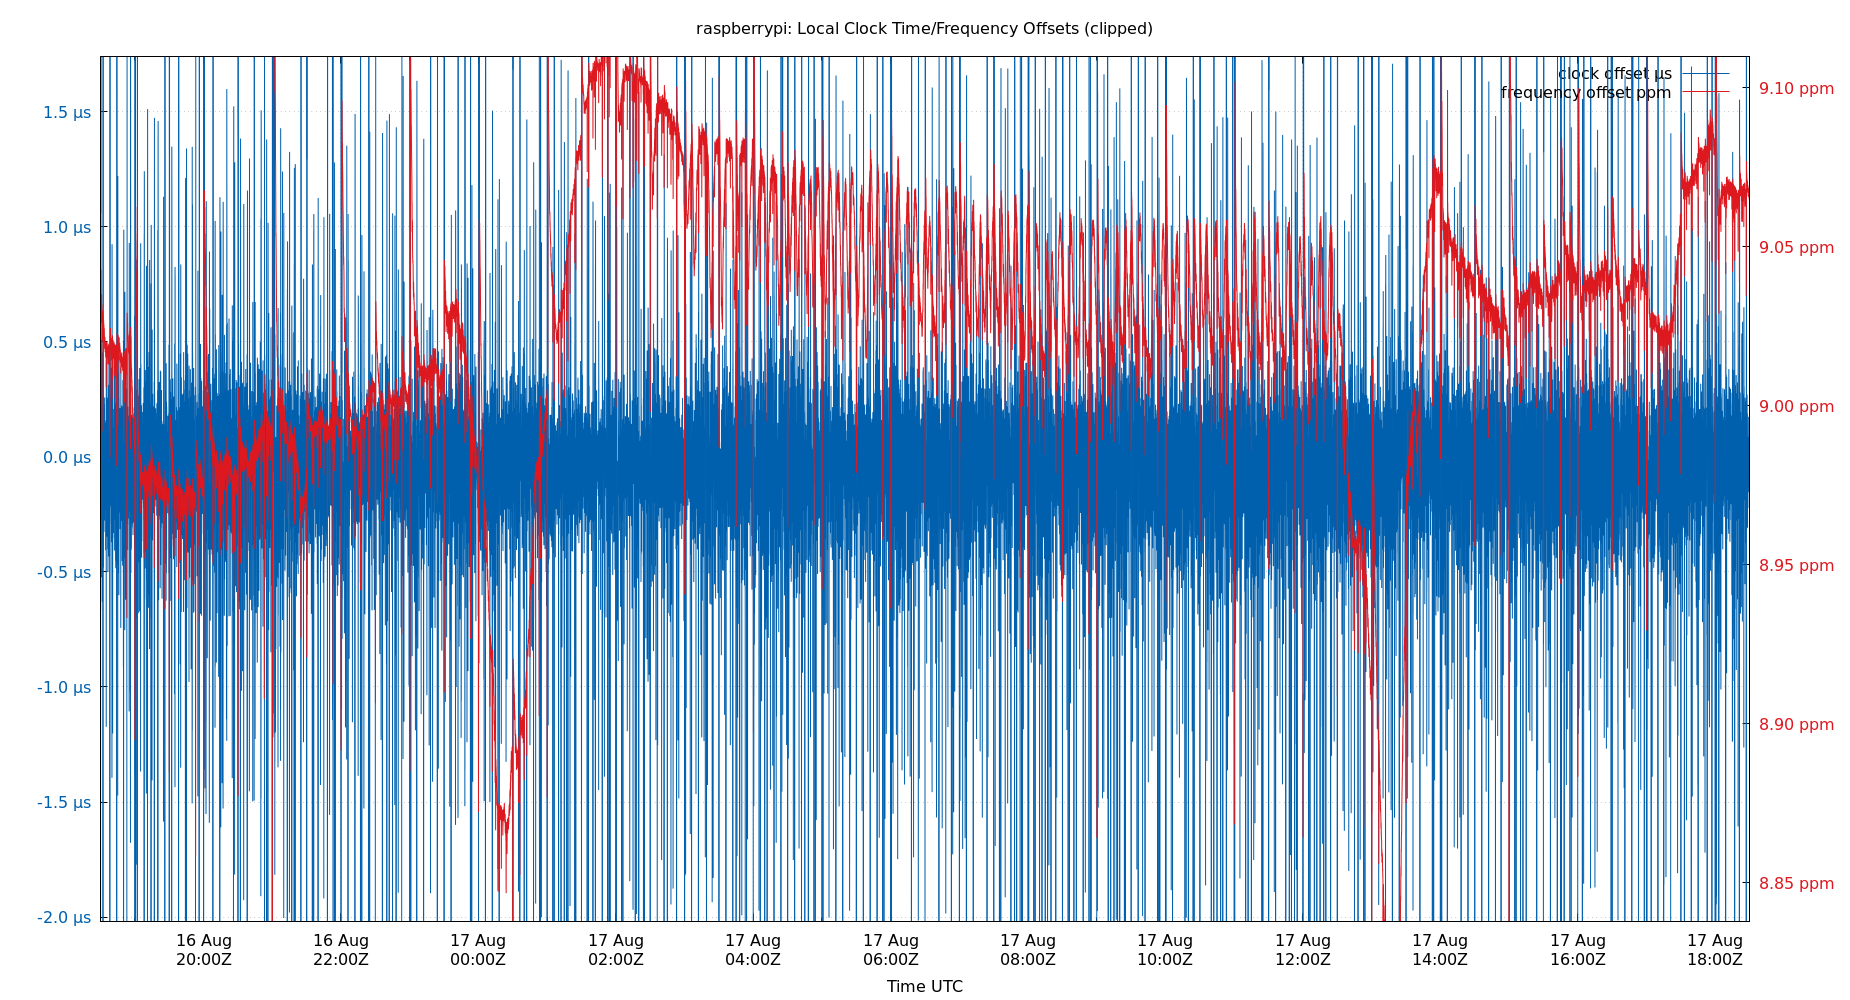 raspberrypi: Local Clock Time/Frequency Offsets (clipped)
clock offset µs
frequency offset ppm
1.5 µs
1.0 µs
0.5 µs
0.0 µs
-0.5 µs
-1.0 µs
-1.5 µs
-2.0 µs
9.10 ppm
9.05 ppm
9.00 ppm
8.95 ppm
8.90 ppm
8.85 ppm
16 Aug
20:00Z
16 Aug
22:00Z
17 Aug
00:00Z
17 Aug
02:00Z
17 Aug
04:00Z
17 Aug
06:00Z
17 Aug
08:00Z
17 Aug
10:00Z
17 Aug
12:00Z
17 Aug
14:00Z
17 Aug
16:00Z
17 Aug
18:00Z
Time UTC